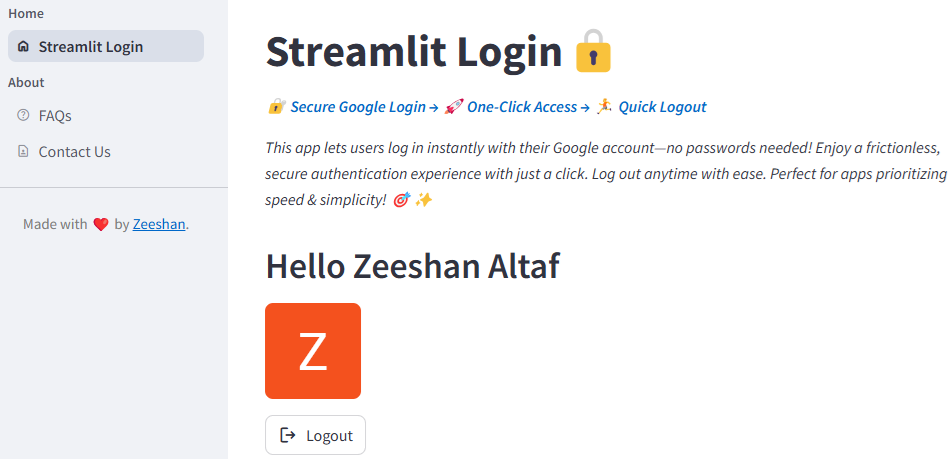 Home
Streamlit Login
About
FAQs
Contact Us
Made with ❤️ by Zeeshan.
Streamlit Login 🔒
🔐 Secure Google Login → 🚀 One-Click Access → 🏃 Quick Logout
This app lets users log in instantly with their Google account—no passwords needed! Enjoy a frictionless,
secure authentication experience with just a click. Log out anytime with ease. Perfect for apps prioritizing
speed & simplicity! 🎯 ✨
Hello Zeeshan Altaf
Z
Logout